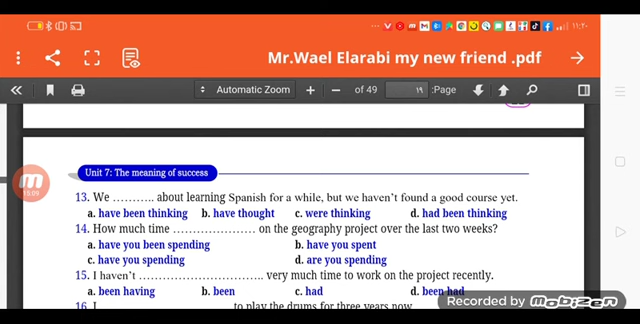 ١١:٢٠
Mr.Wael Elarabi my new friend .pdf
Automatic Zoom + − of 49 ١٩ :Page
Unit 7: The meaning of success
09:09
13. We ……….. about learning Spanish for a while, but we haven't found a good course yet.
a. have been thinking b. have thought c. were thinking d. had been thinking
14. How much time ………………… on the geography project over the last two weeks?
a. have you been spending b. have you spent
c. have you spending d. are you spending
15. I haven't ………………………….. very much time to work on the project recently.
a. been having b. been c. had d. been had
16. I to play the drums for three years now
Recorded by Mobizen